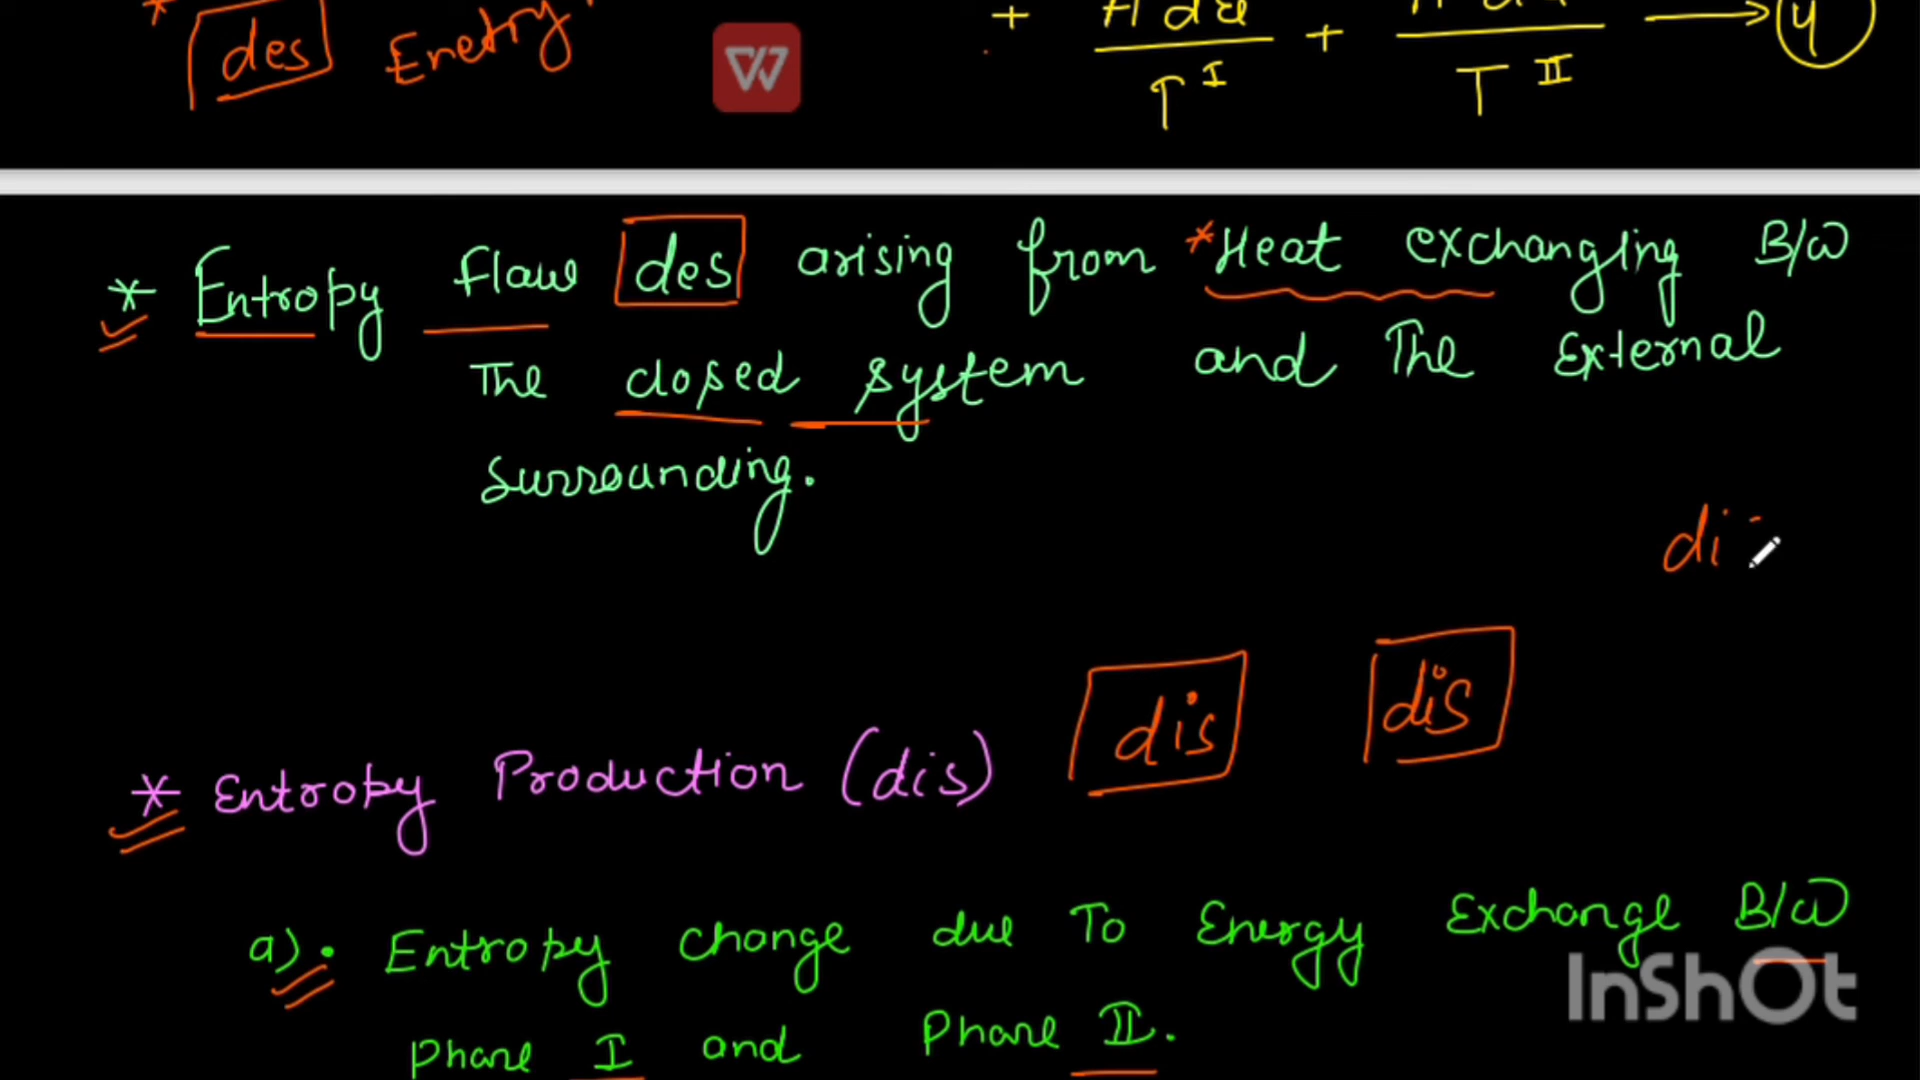 *
des Enetry
+ T^I + T^II → 4
W
* Entropy flow des arising from *Heat exchanging B/W
The closed system and The External
surrounding.
di
* Entropy Production (dis) dis dis
a). Entropy change due To Energy Exchange B/W
Phase I and Phase II.
InShOt